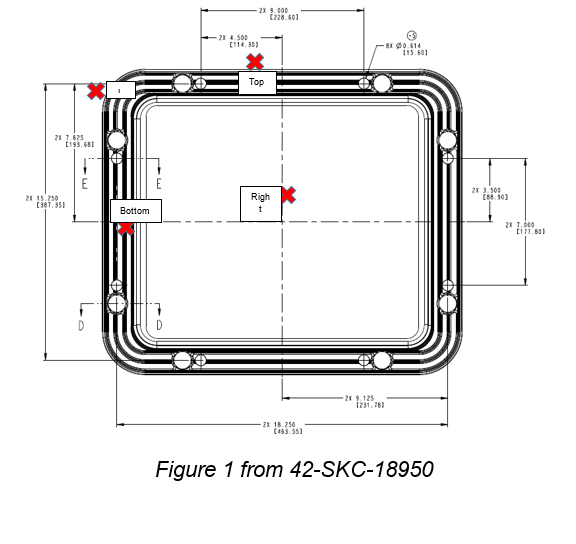 2X 9.000
[228.60]
2X 4.500
[114.30]
-3
8X Ø0.614
[15.60]
Top
I
2X 7.625
[193.68]
E
E
2X 3.500
[88.90]
2X 15.250
[387.35]
Righ
t
Bottom
2X 7.000
[177.80]
D
D
2X 9.125
[231.78]
2X 18.250
[463.55]
Figure 1 from 42-SKC-18950